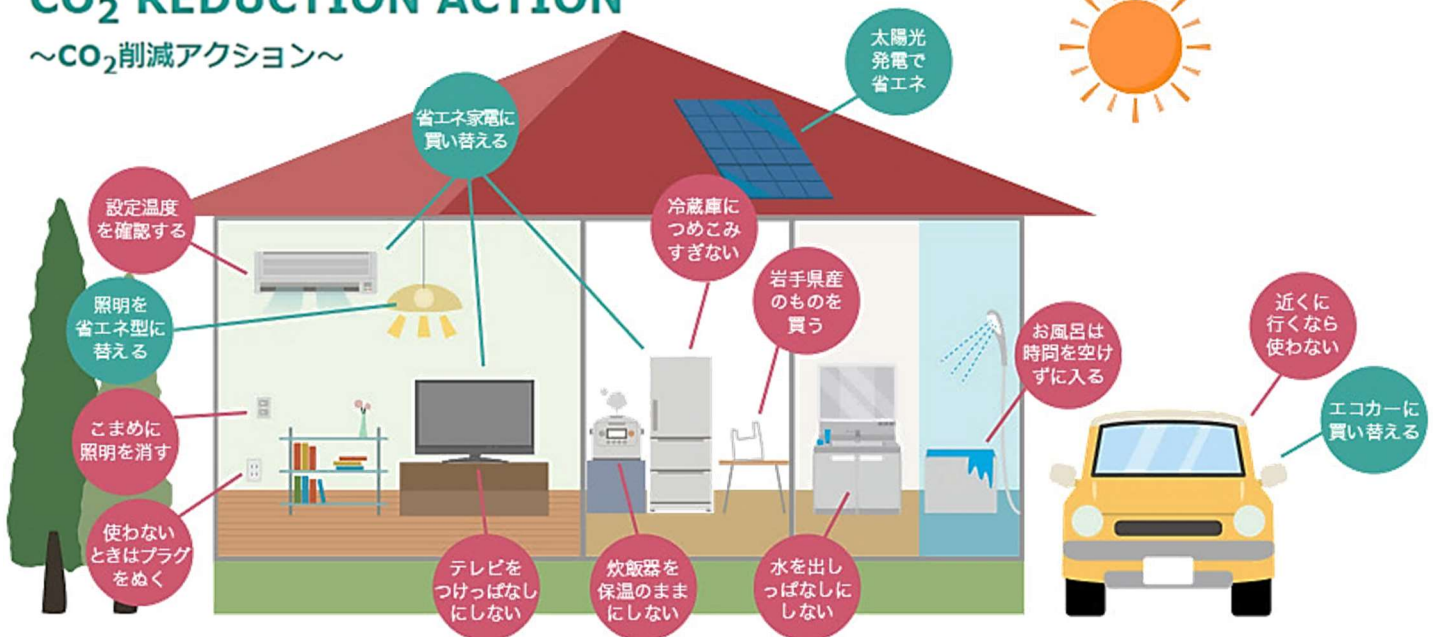 CO₂ REDUCTION ACTION
～CO₂削減アクション～
太陽光
発電で
省エネ
省エネ家電に
買い替える
設定温度
を確認する
冷蔵庫に
つめこみ
すぎない
岩手県産
のものを
買う
照明を
省エネ型に
替える
お風呂は
時間を空け
ずに入る
近くに
行くなら
使わない
エコカーに
買い替える
こまめに
照明を消す
使わない
ときはプラグ
をぬく
テレビを
つけっぱなし
にしない
炊飯器を
保温のまま
にしない
水を出し
っぱなしに
しない